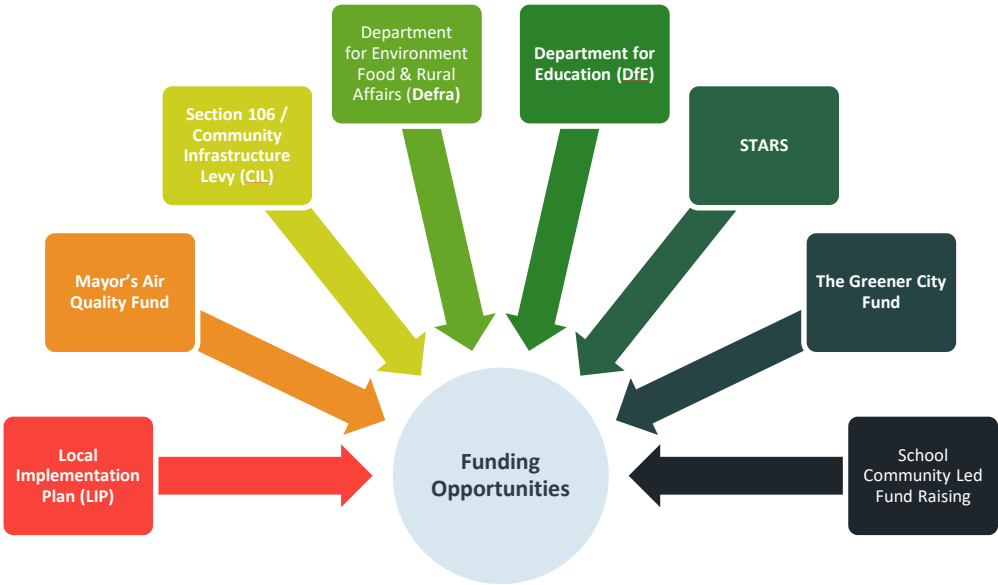 Department
for Environment
Food & Rural
Affairs (Defra)
Department for
Education (DfE)
Section 106 /
Community
Infrastructure
Levy (CIL)
STARS
Mayor’s Air
Quality Fund
The Greener City
Fund
Local
Implementation
Plan (LIP)
School
Community Led
Fund Raising
Funding
Opportunities